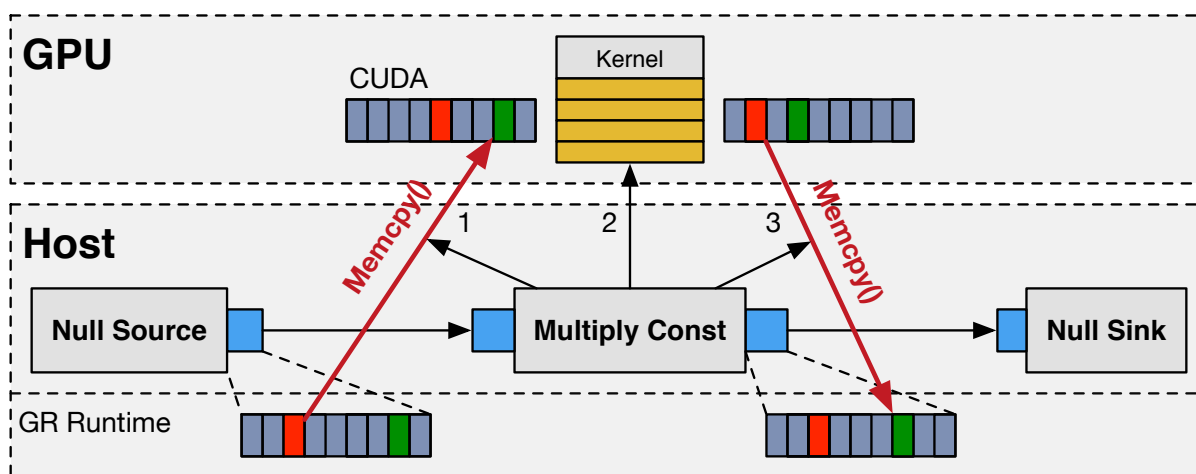 GPU
CUDA
Kernel
Memcpy()
1
2
3
Memcpy()
Host
Null Source
Multiply Const
Null Sink
GR Runtime